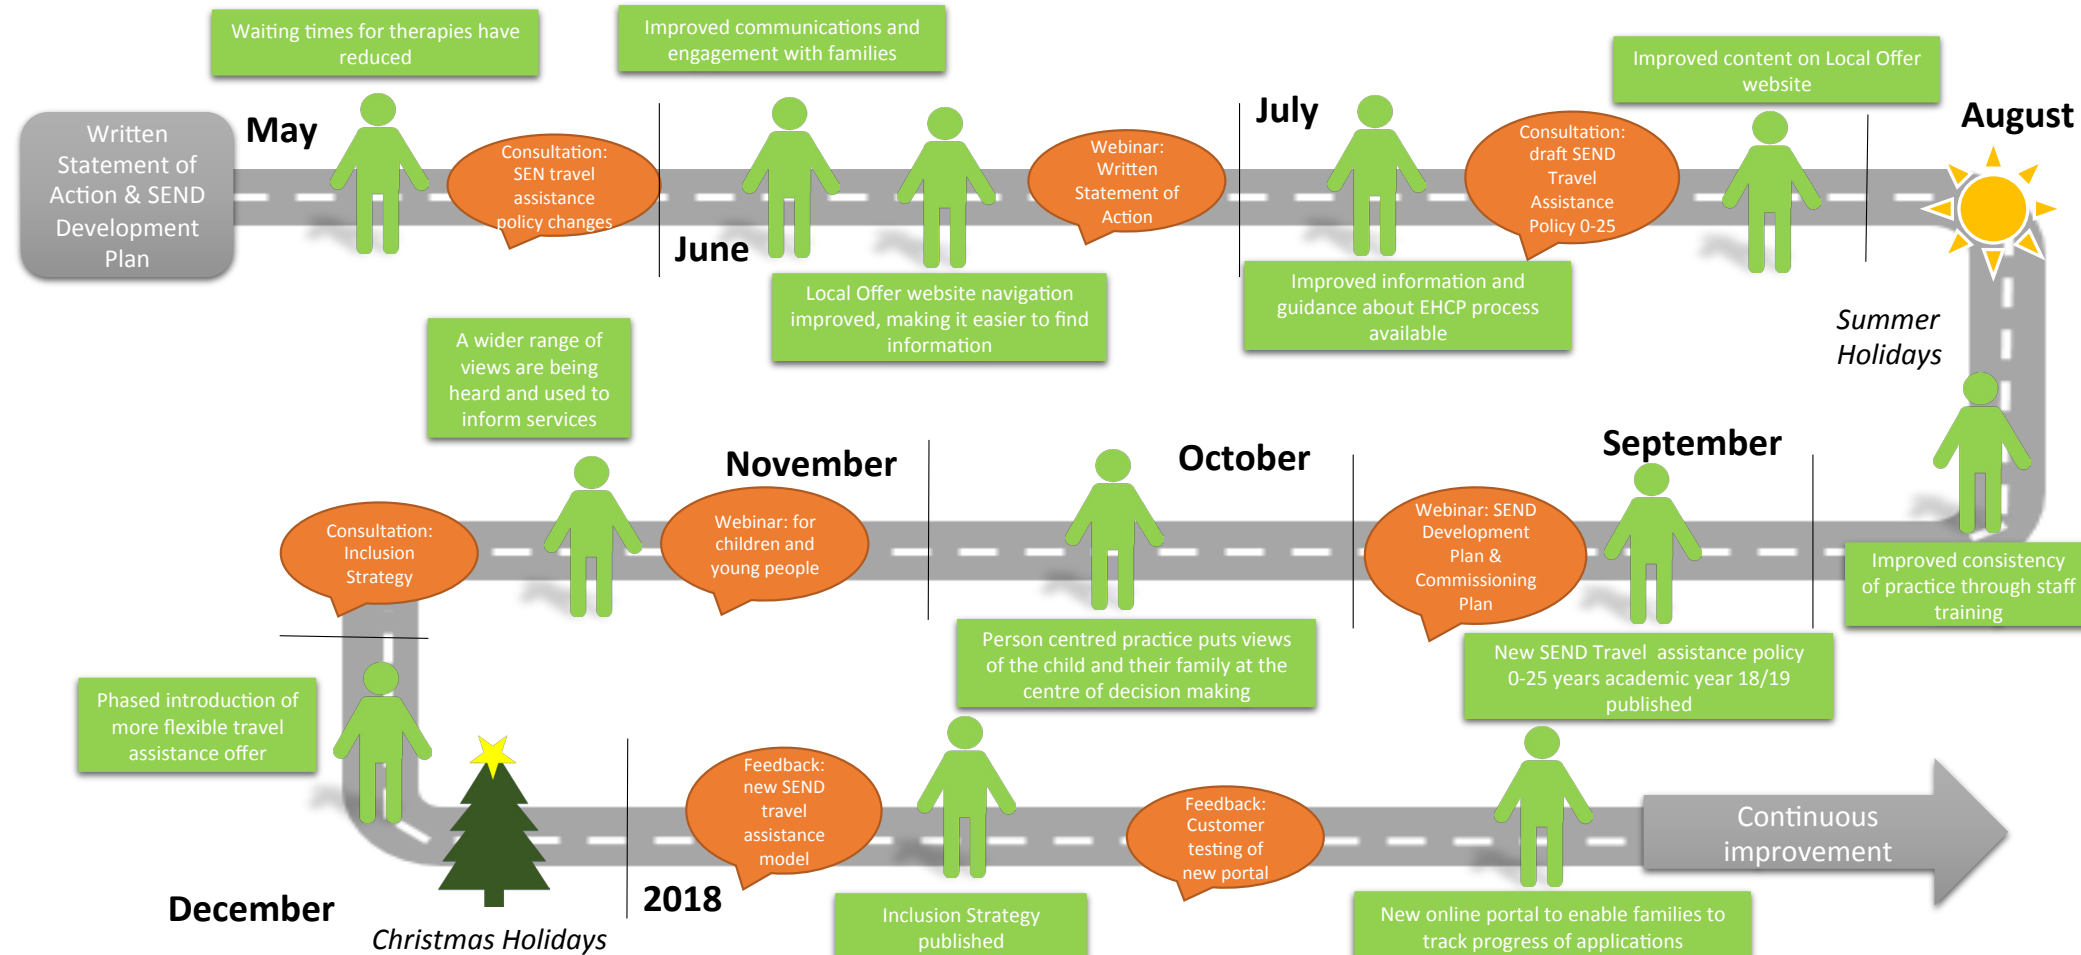 Written
Statement of
Action & SEND
Development
Plan
May
Waiting times for therapies have
reduced
Consultation:
SEN travel
assistance
policy changes
June
Improved communications and
engagement with families
Local Offer website navigation
improved, making it easier to find
information
Webinar:
Written
Statement of
Action
July
Improved information and
guidance about EHCP process
available
Consultation:
draft SEND
Travel
Assistance
Policy 0-25
Improved content on Local Offer
website
August
Summer
Holidays
Improved consistency
of practice through staff
training
September
New SEND Travel  assistance policy
0-25 years academic year 18/19
published
Webinar: SEND
Development
Plan &
Commissioning
Plan
October
Person centred practice puts views
of the child and their family at the
centre of decision making
November
Webinar: for
children and
young people
A wider range of
views are being
heard and used to
inform services
Consultation:
Inclusion
Strategy
Phased introduction of
more flexible travel
assistance offer
December
Christmas Holidays
2018
Feedback:
new SEND
travel
assistance
model
Inclusion Strategy
published
Feedback:
Customer
testing of
new portal
New online portal to enable families to
track progress of applications
Continuous
improvement